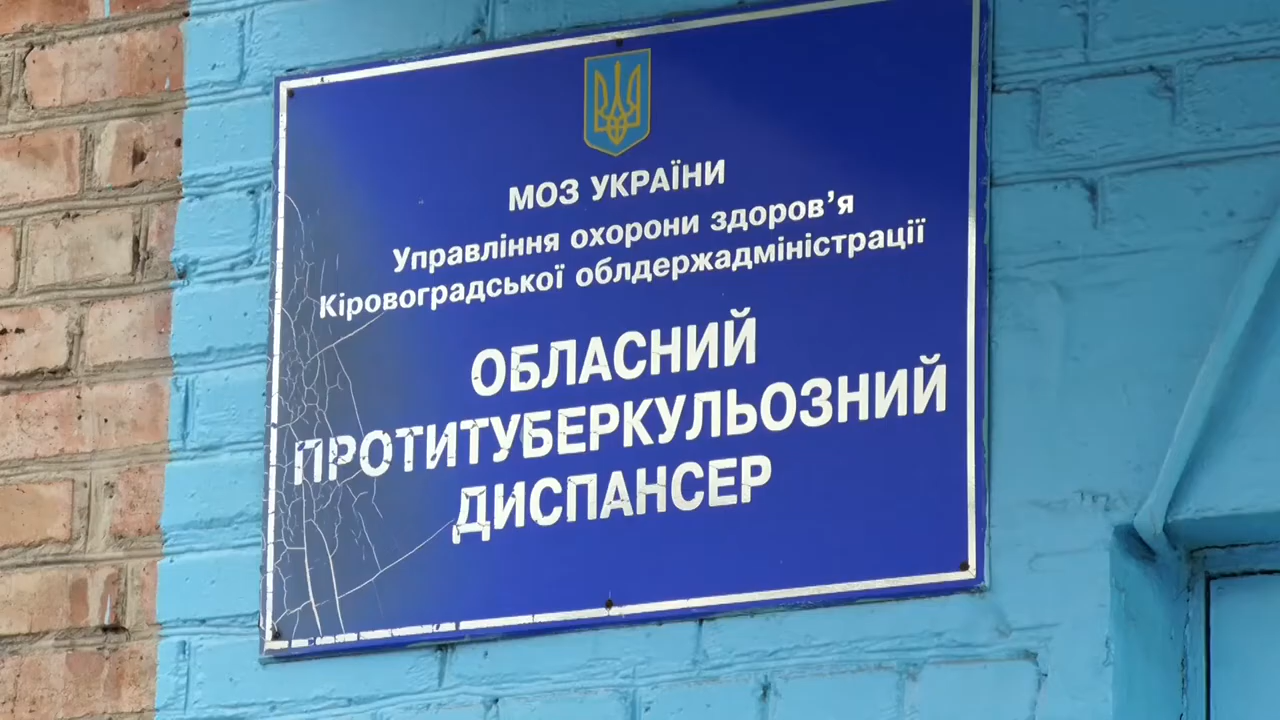 МОЗ УКРАЇНИ
Управління охорони здоров’я
Кіровоградської облдержадміністрації
ОБЛАСНИЙ
ПРОТИТУБЕРКУЛЬОЗНИЙ
ДИСПАНСЕР